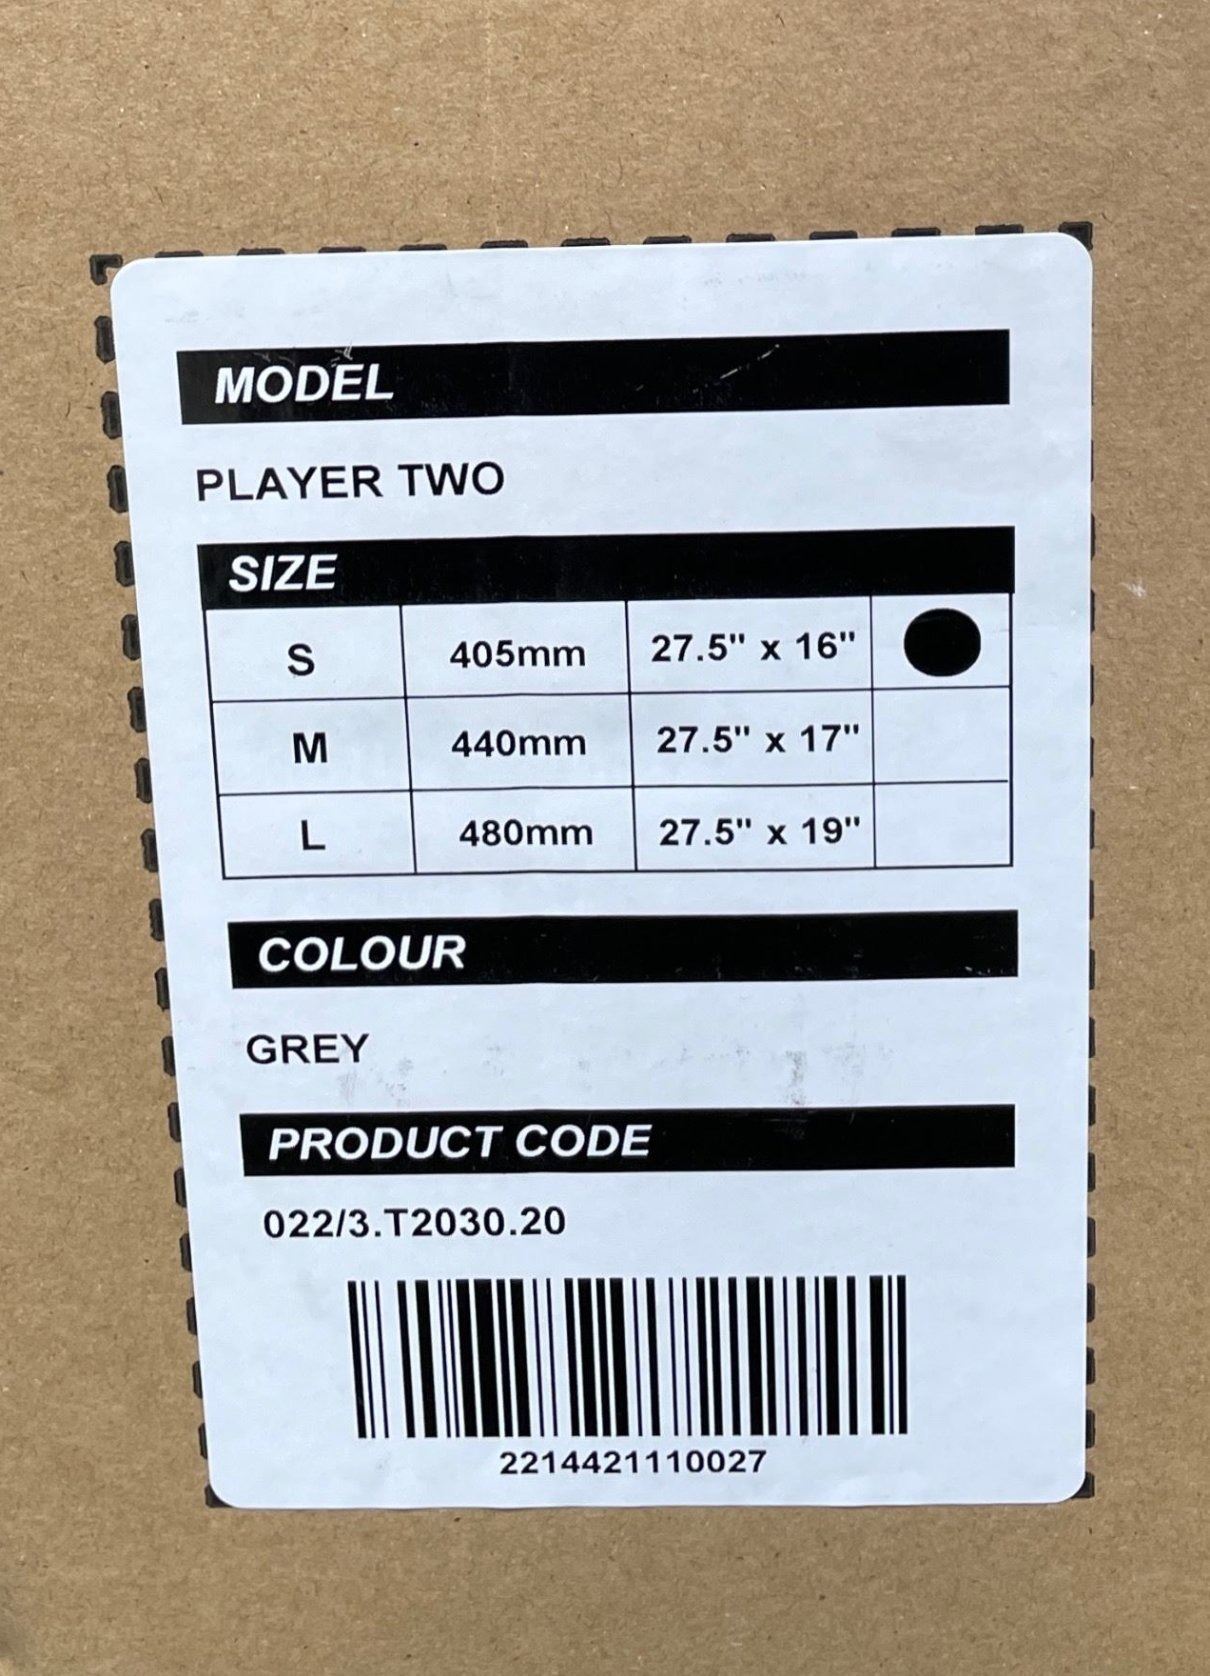 MODEL
PLAYER TWO
SIZE
S 405mm 27.5" x 16"
M 440mm 27.5" x 17"
L 480mm 27.5" x 19"
COLOUR
GREY
PRODUCT CODE
022/3.T2030.20
2214421110027